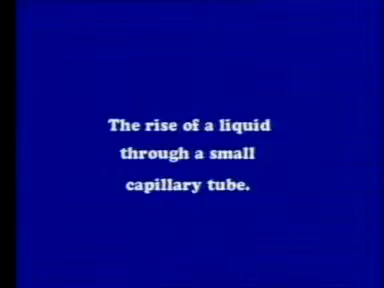 The rise of a liquid
through a small
capillary tube.